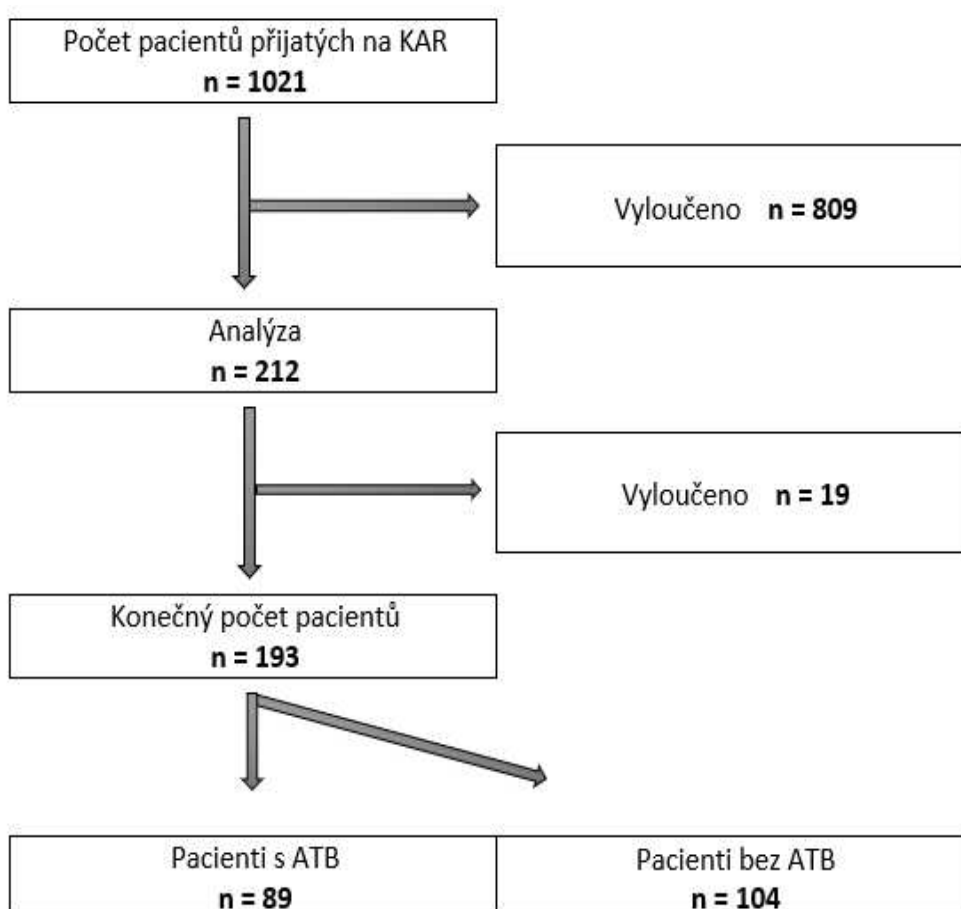 Počet pacientů přijatých na KAR
n = 1021
Vyloučeno n = 809
Analýza
n = 212
Vyloučeno n = 19
Konečný počet pacientů
n = 193
Pacienti s ATB
n = 89
Pacienti bez ATB
n = 104